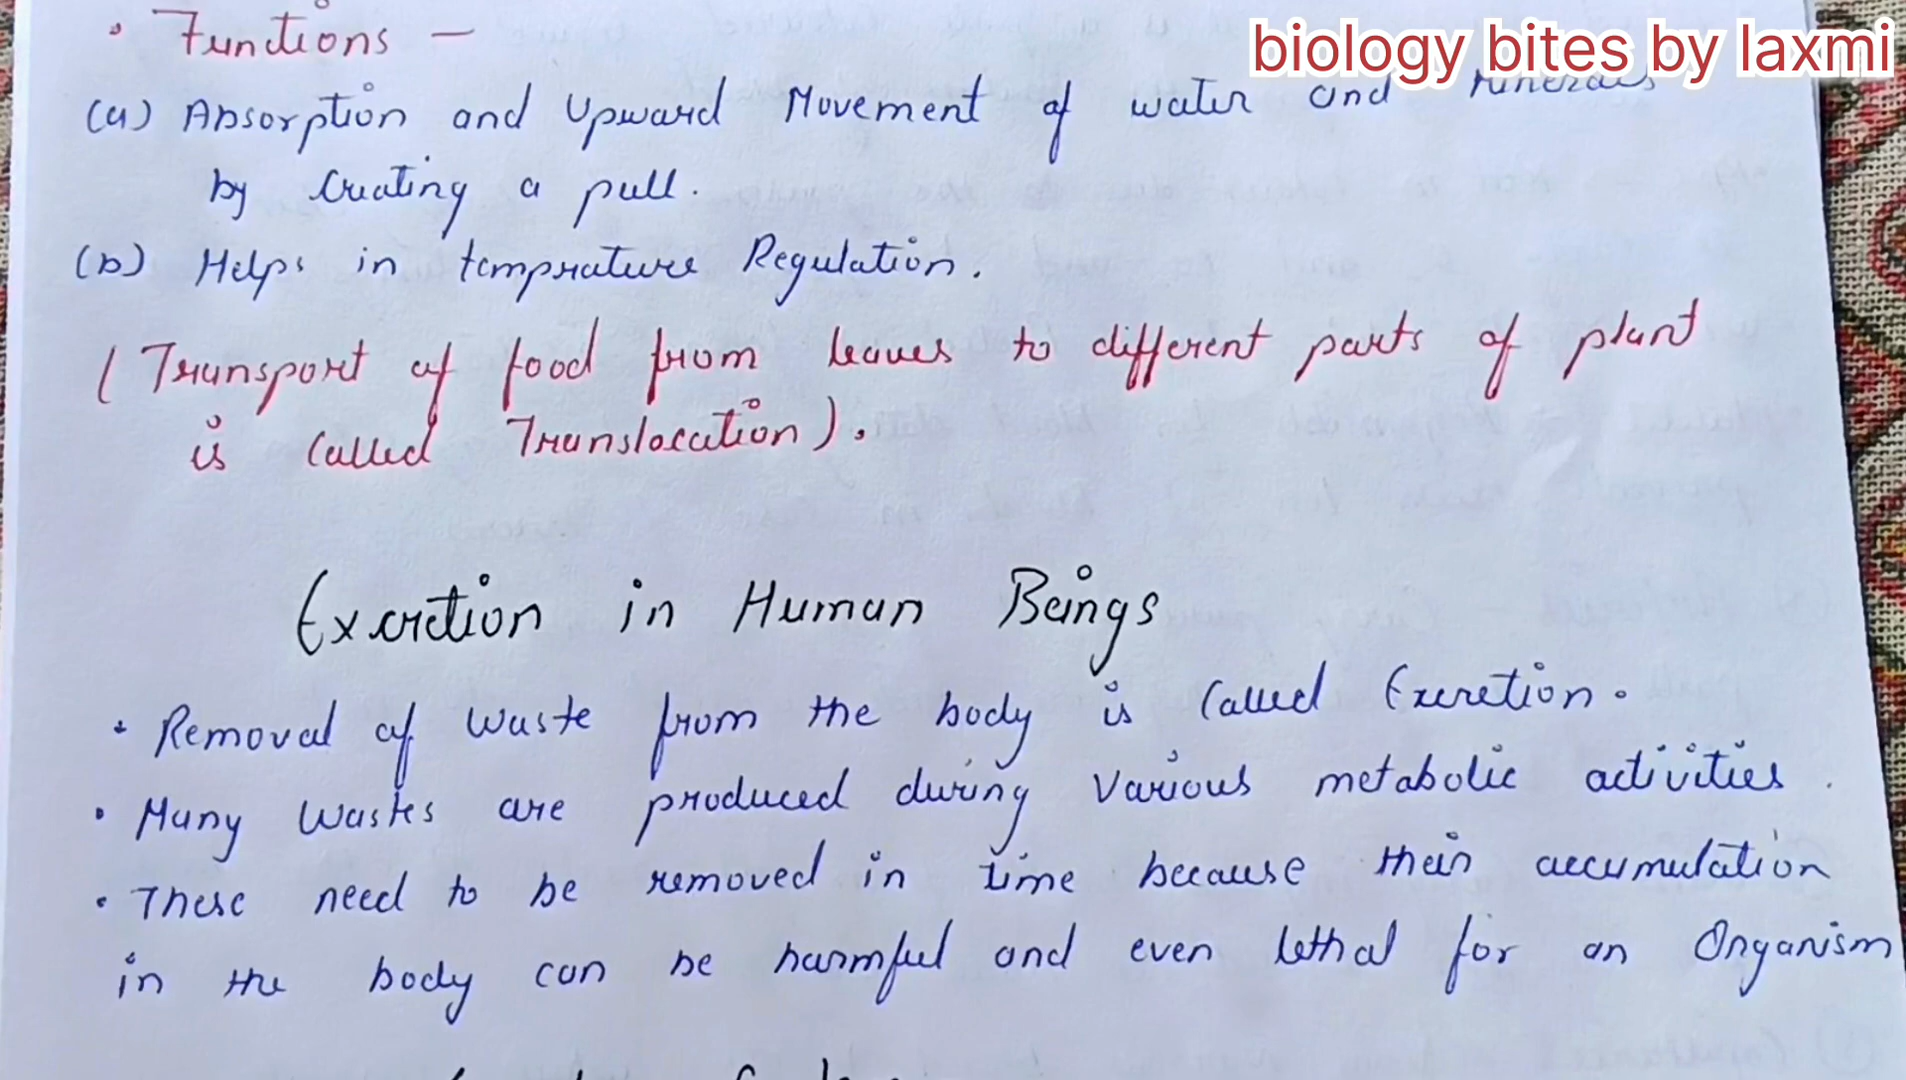 biology bites by laxmi
• Functions –
(a) Absorption and Upward Movement of water and Minerals
by Creating a pull.
(b) Helps in temprature Regulation.
( Transport of food from leaves to different parts of plant
is Called Translocation).
Excretion in Human Beings
• Removal of Waste from the body is Called Excretion.
• Many Wastes are produced during Various metabolic activities.
• These need to be removed in time because their accumulation
in the body can be harmful and even lethal for an Organism